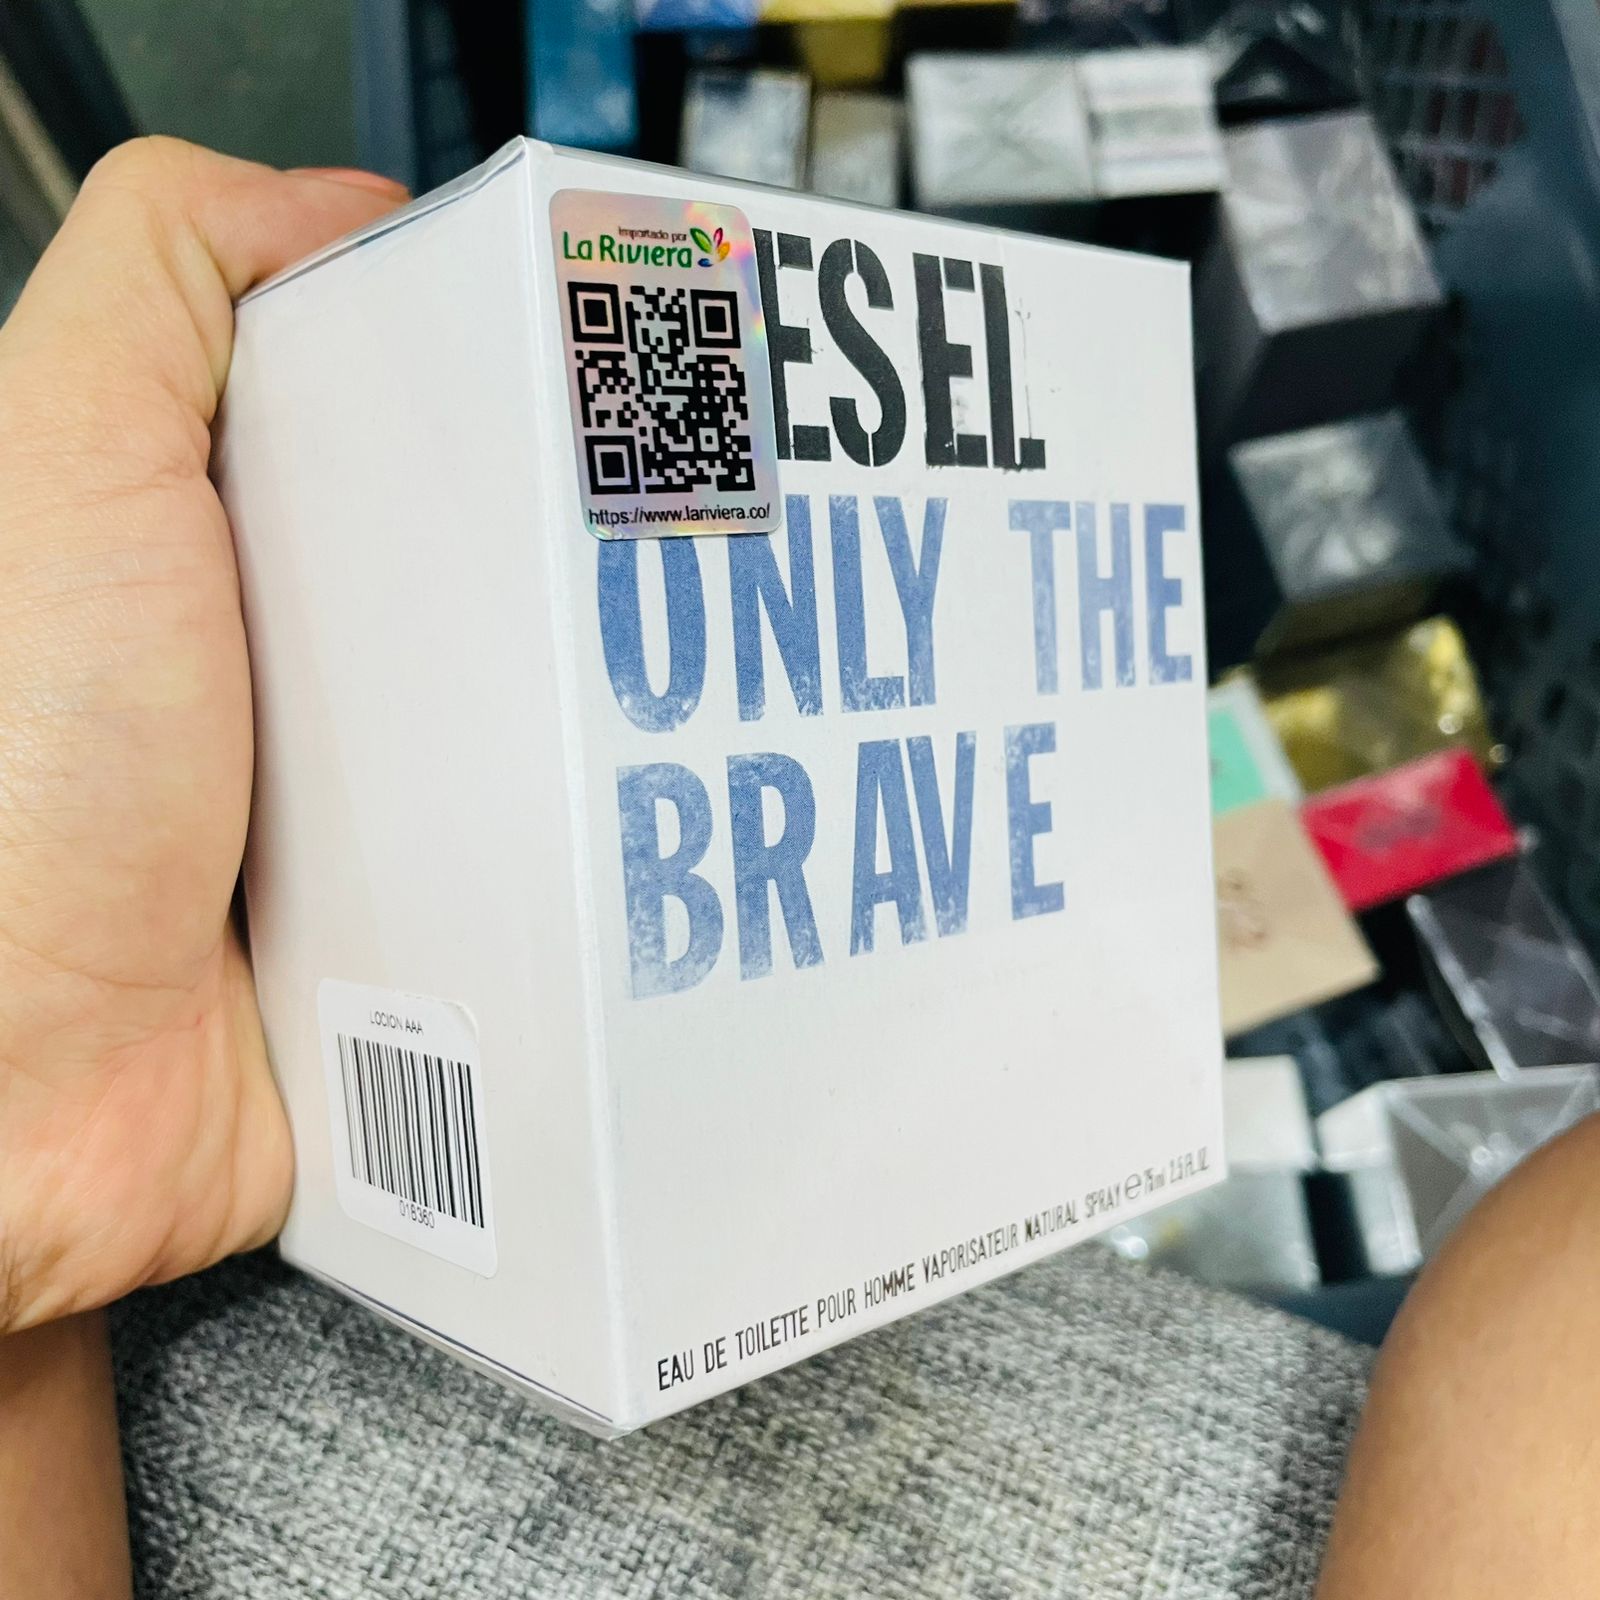 Importado por
La Riviera
https://www.lariviera.co/
ESEL
ONLY THE
BRAVE
LOCION AAA
018360
EAU DE TOILETTE POUR HOMME VAPORISATEUR NATURAL SPRAY ℮ 75ml 2.5 FL.OZ